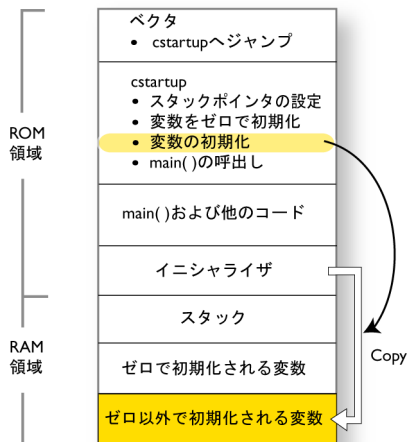 ベクタ
• cstartupへジャンプ
cstartup
• スタックポインタの設定
• 変数をゼロで初期化
• 変数の初期化
• main( )の呼出し
ROM
領域
main( )および他のコード
イニシャライザ
スタック
RAM
領域
ゼロで初期化される変数
Copy
ゼロ以外で初期化される変数